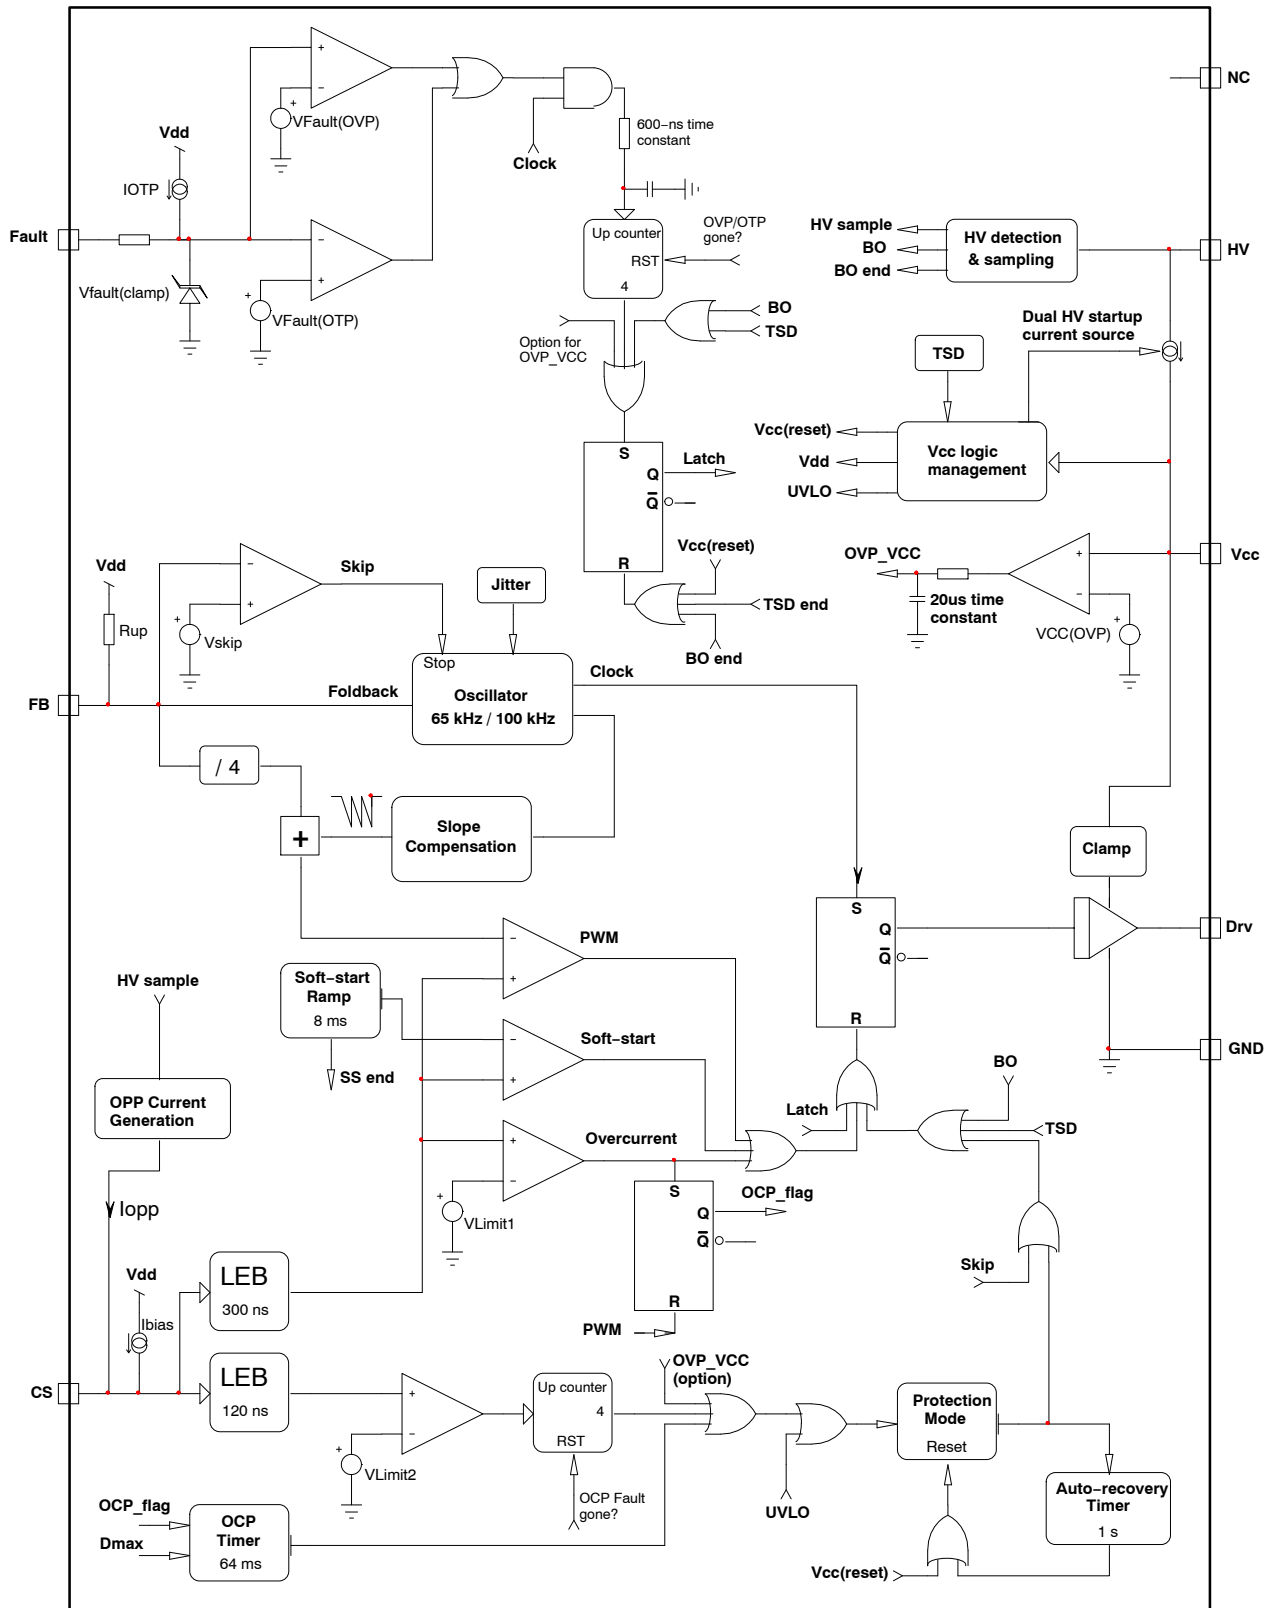 NC
VFault(OVP)
600−ns time
constant
Vdd
Clock
IOTP
Fault
Vfault(clamp)
VFault(OTP)
Up counter
RST
4
OVP/OTP
gone?
HV sample
BO
BO end
HV detection
& sampling
HV
BO
TSD
Option for
OVP_VCC
Dual HV startup
current source
TSD
Vcc(reset)
Vdd
UVLO
Vcc logic
management
S
Q
Q
R
Latch
Vcc(reset)
TSD end
BO end
OVP_VCC
20us time
constant
VCC(OVP)
Vcc
Vdd
Rup
Skip
Vskip
Jitter
Stop
Oscillator
65 kHz / 100 kHz
Clock
Foldback
FB
/ 4
+
Slope
Compensation
Clamp
S
Q
Q
R
Drv
PWM
HV sample
Soft−start
Ramp
8 ms
Soft−start
SS end
GND
BO
OPP Current
Generation
Latch
TSD
Overcurrent
S
Q
Q
R
OCP_flag
VLimit1
Iopp
Skip
Vdd
LEB
300 ns
Ibias
PWM
CS
LEB
120 ns
Up counter
4
RST
OVP_VCC
(option)
Protection
Mode
Reset
VLimit2
OCP Fault
gone?
UVLO
Auto−recovery
Timer
1 s
OCP_flag
Dmax
OCP
Timer
64 ms
Vcc(reset)